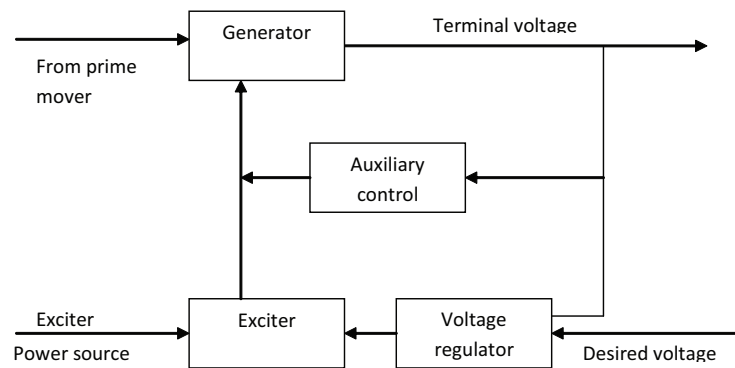 Generator
Terminal voltage
From prime
mover
Auxiliary
control
Exciter
Power source
Exciter
Voltage
regulator
Desired voltage